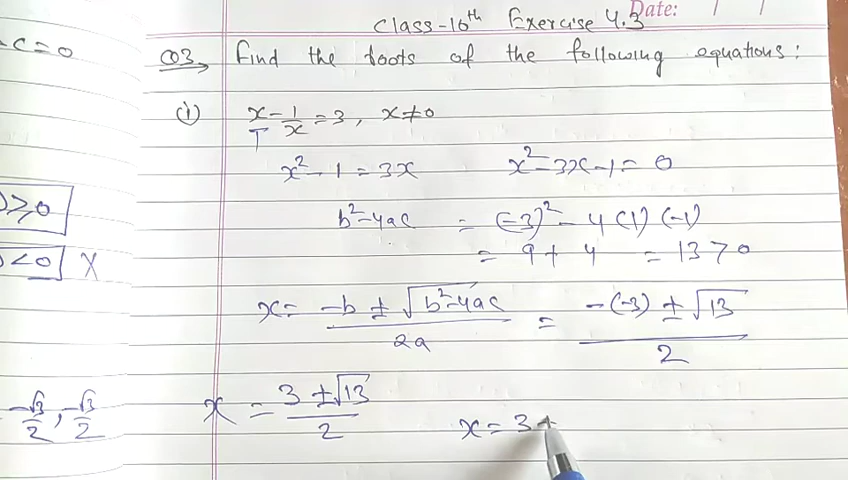 Date:
Class-10th Exercise 4.3
c=0
Q3, Find the roots of the following equations:
(i) x/1 - 1/x = 3, x≠0
x² - 1 = 3x    x² - 3x - 1 = 0
≥0
b² - 4ac = (-3)² - 4(1)(-1)
<0 X
= 9 + 4 = 13 > 0
x = -b ± √b²-4ac / 2a = -(-3) ± √13 / 2
-√3/2, -√3/2
x = 3 ± √13 / 2    x = 3+